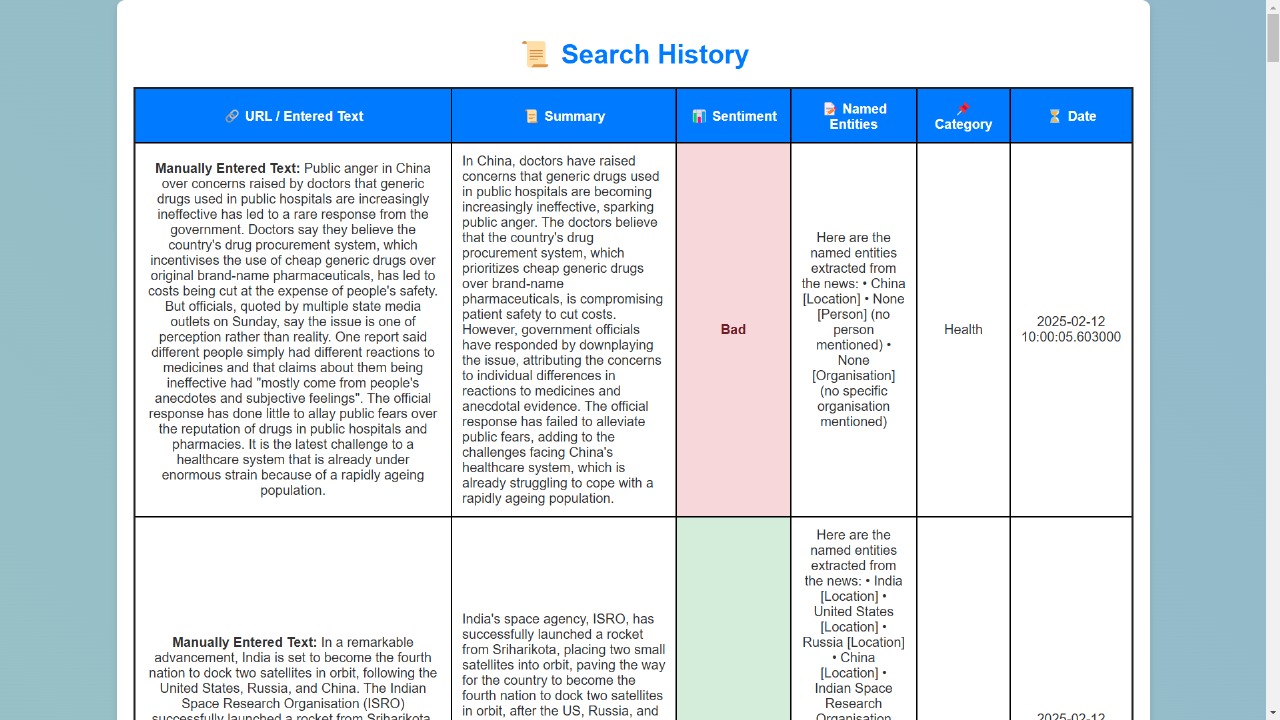 📜 Search History
🔗 URL / Entered Text
📜 Summary
📊 Sentiment
📝 Named
Entities
📌
Category
⏳ Date
Manually Entered Text: Public anger in China
over concerns raised by doctors that generic
drugs used in public hospitals are increasingly
ineffective has led to a rare response from the
government. Doctors say they believe the
country's drug procurement system, which
incentivises the use of cheap generic drugs over
original brand-name pharmaceuticals, has led to
costs being cut at the expense of people's safety.
But officials, quoted by multiple state media
outlets on Sunday, say the issue is one of
perception rather than reality. One report said
different people simply had different reactions to
medicines and that claims about them being
ineffective had "mostly come from people's
anecdotes and subjective feelings". The official
response has done little to allay public fears over
the reputation of drugs in public hospitals and
pharmacies. It is the latest challenge to a
healthcare system that is already under
enormous strain because of a rapidly ageing
population.
In China, doctors have raised
concerns that generic drugs used
in public hospitals are becoming
increasingly ineffective, sparking
public anger. The doctors believe
that the country's drug
procurement system, which
prioritizes cheap generic drugs
over brand-name
pharmaceuticals, is compromising
patient safety to cut costs.
However, government officials
have responded by downplaying
the issue, attributing the concerns
to individual differences in
reactions to medicines and
anecdotal evidence. The official
response has failed to alleviate
public fears, adding to the
challenges facing China's
healthcare system, which is
already struggling to cope with a
rapidly ageing population.
Bad
Here are the
named entities
extracted from
the news: • China
[Location] • None
[Person] (no
person
mentioned) •
None
[Organisation]
(no specific
organisation
mentioned)
Health
2025-02-12
10:00:05.603000
Manually Entered Text: In a remarkable
advancement, India is set to become the fourth
nation to dock two satellites in orbit, following the
United States, Russia, and China. The Indian
Space Research Organisation (ISRO)
successfully launched a rocket from Sriharikota,
India's space agency, ISRO, has
successfully launched a rocket
from Sriharikota, placing two small
satellites into orbit, paving the way
for the country to become the
fourth nation to dock two satellites
in orbit, after the US, Russia, and
Here are the
named entities
extracted from
the news: • India
[Location] •
United States
[Location] •
Russia [Location]
• China
[Location] •
Indian Space
Research
Organisation
2025-02-12